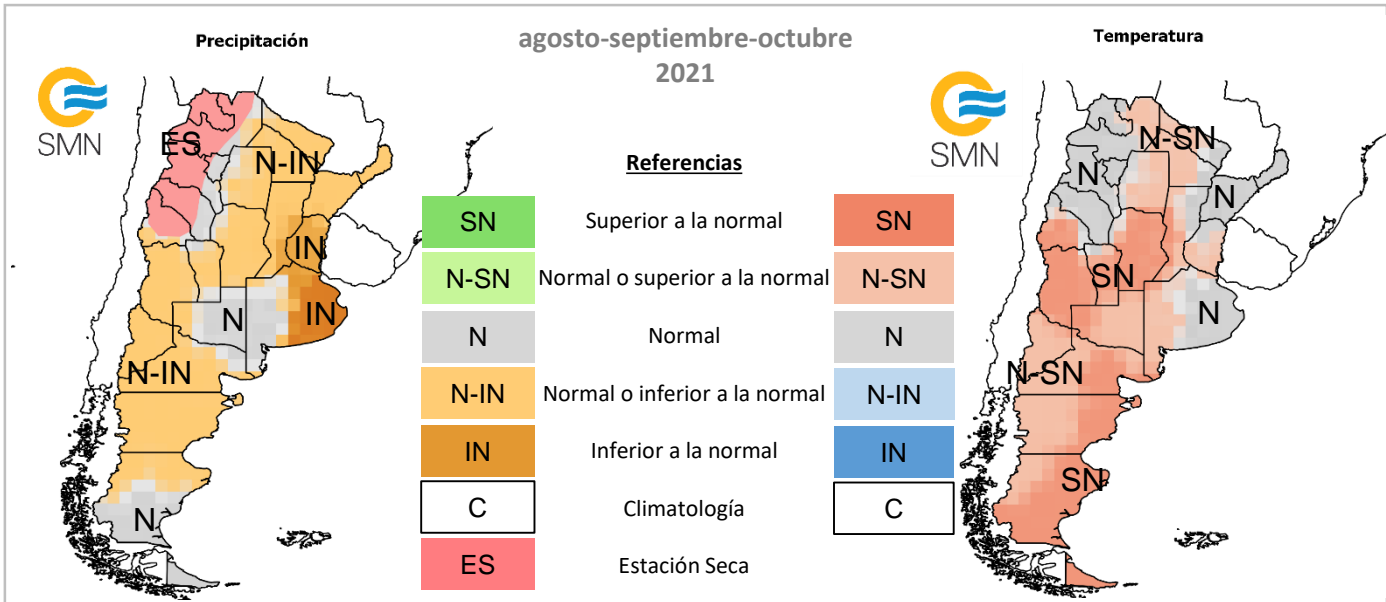 Precipitación
agosto-septiembre-octubre
2021
Temperatura
SMN
SMN
ES
N-IN
IN
IN
N
N-IN
N
Referencias
SN Superior a la normal SN
N-SN Normal o superior a la normal N-SN
N Normal N
N-IN Normal o inferior a la normal N-IN
IN Inferior a la normal IN
C Climatología C
ES Estación Seca
N-SN
N
N
SN
N
N-SN
SN